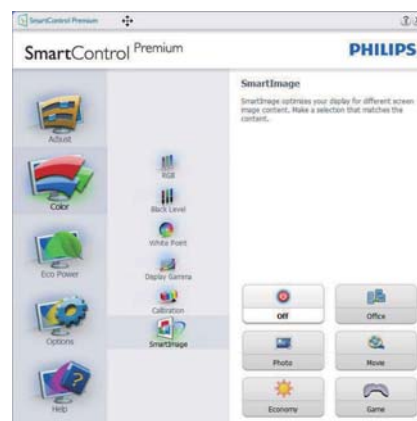 SmartControl Premium
SmartControl Premium
PHILIPS
Adjust
Color
Eco Power
Options
Help
RGB
Black Level
White Point
Display Gamma
Calibration
SmartImage
SmartImage
SmartImage optimizes your display for different screen
image content. Make a selection that matches the
content.
Off
Office
Photo
Movie
Economy
Game